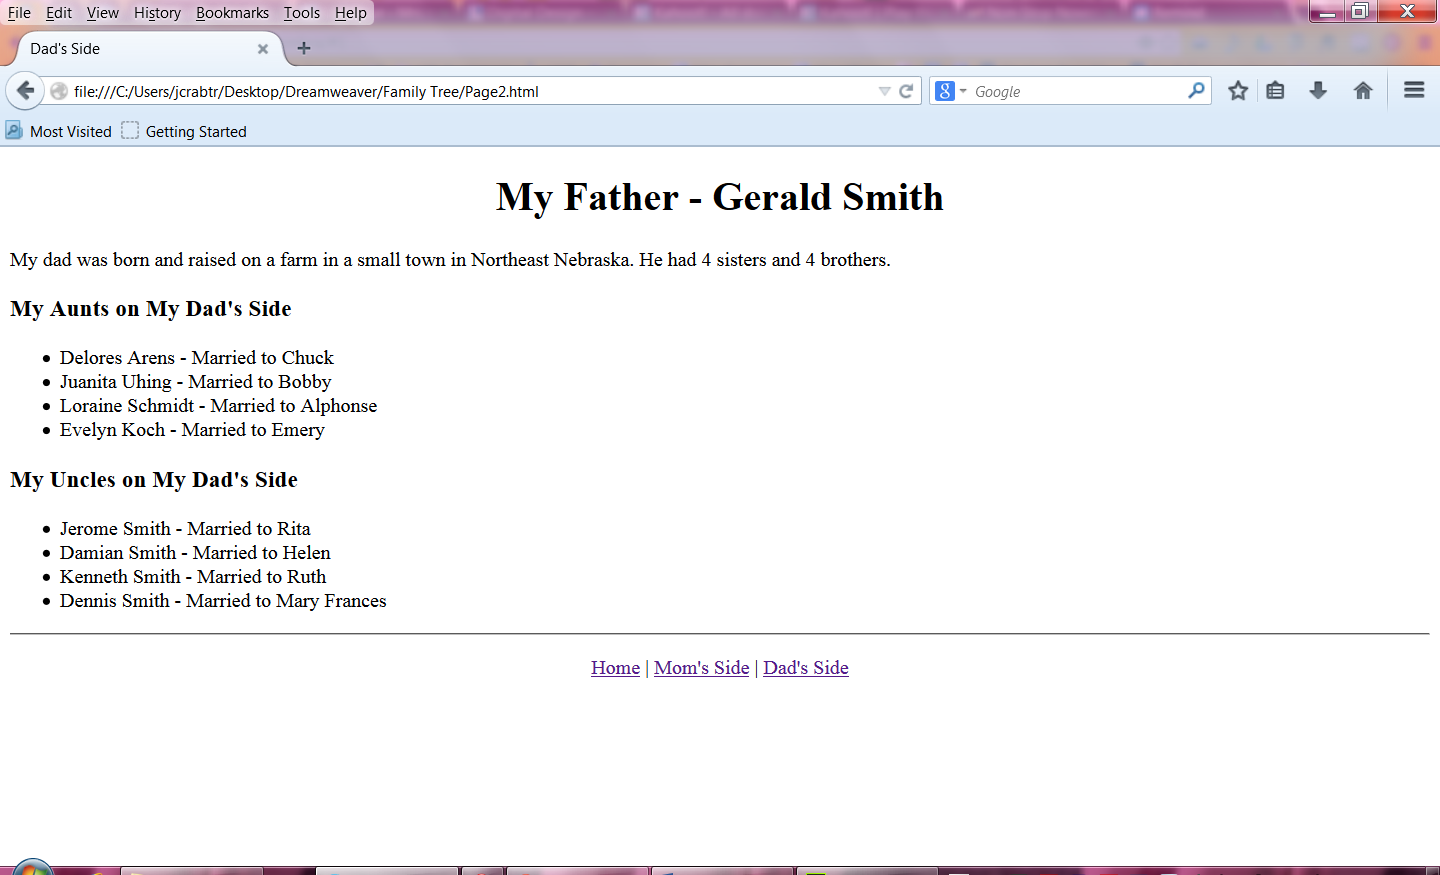 File Edit View History Bookmarks Tools Help
Dad's Side
file:///C:/Users/jcrabtr/Desktop/Dreamweaver/Family Tree/Page2.html
Google
Most Visited Getting Started
My Father - Gerald Smith
My dad was born and raised on a farm in a small town in Northeast Nebraska. He had 4 sisters and 4 brothers.
My Aunts on My Dad's Side
• Delores Arens - Married to Chuck
• Juanita Uhing - Married to Bobby
• Loraine Schmidt - Married to Alphonse
• Evelyn Koch - Married to Emery
My Uncles on My Dad's Side
• Jerome Smith - Married to Rita
• Damian Smith - Married to Helen
• Kenneth Smith - Married to Ruth
• Dennis Smith - Married to Mary Frances
Home | Mom's Side | Dad's Side